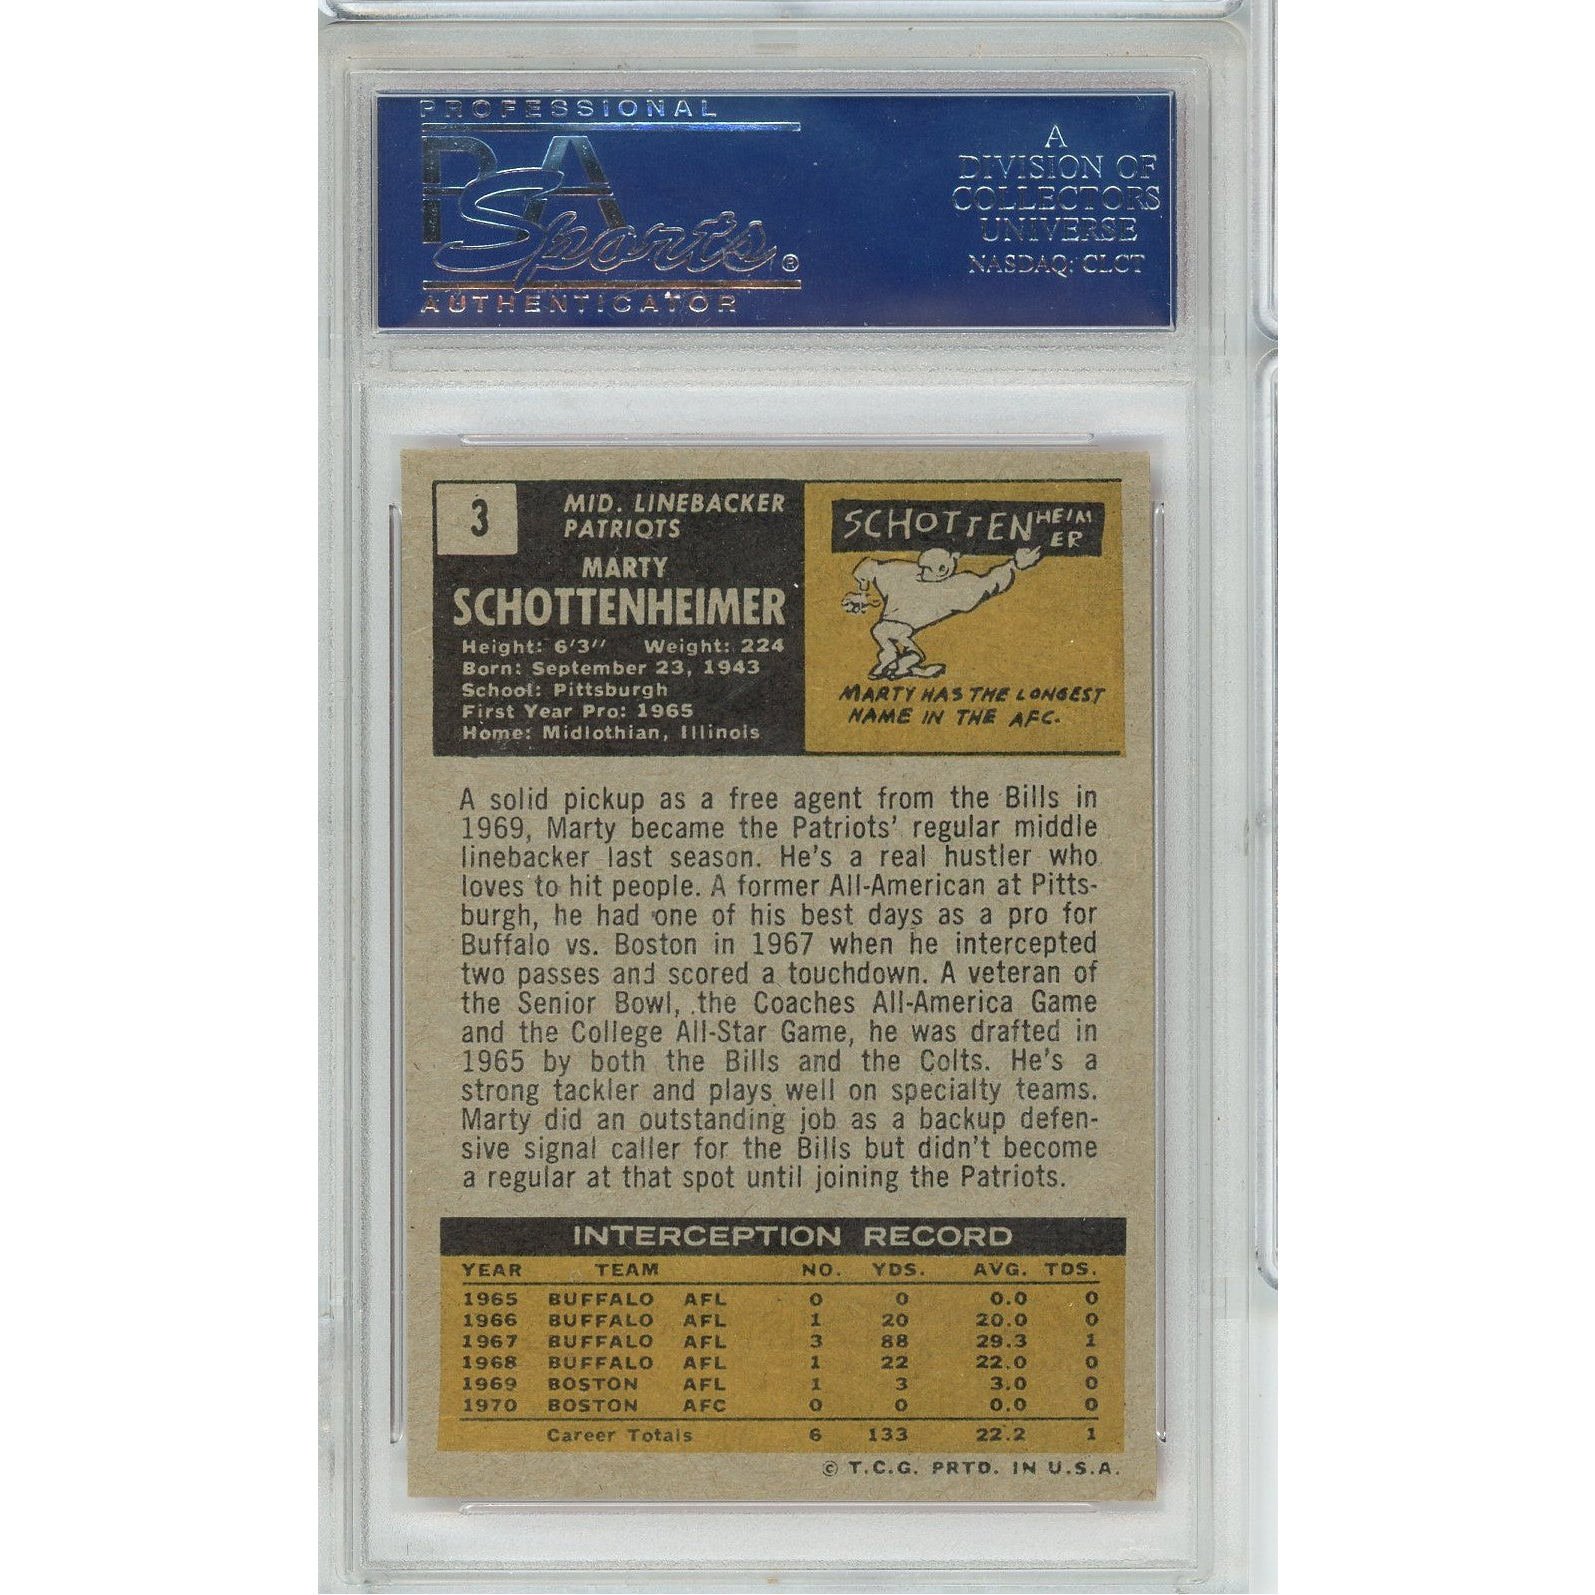 PROFESSIONAL
PSA
Sports®
AUTHENTICATOR
A
DIVISION OF
COLLECTORS
UNIVERSE
NASDAQ: CLCT
3
MID. LINEBACKER
PATRIOTS
MARTY
SCHOTTENHEIMER
Height: 6'3" Weight: 224
Born: September 23, 1943
School: Pittsburgh
First Year Pro: 1965
Home: Midlothian, Illinois
SCHOTTENHEIM
ER
MARTY HAS THE LONGEST
NAME IN THE AFC.
A solid pickup as a free agent from the Bills in
1969, Marty became the Patriots' regular middle
linebacker last season. He's a real hustler who
loves to hit people. A former All-American at Pitts-
burgh, he had one of his best days as a pro for
Buffalo vs. Boston in 1967 when he intercepted
two passes and scored a touchdown. A veteran of
the Senior Bowl, the Coaches All-America Game
and the College All-Star Game, he was drafted in
1965 by both the Bills and the Colts. He's a
strong tackler and plays well on specialty teams.
Marty did an outstanding job as a backup defen-
sive signal caller for the Bills but didn't become
a regular at that spot until joining the Patriots.
INTERCEPTION RECORD
YEAR TEAM NO. YDS. AVG. TDS.
1965 BUFFALO AFL 0 0 0.0 0
1966 BUFFALO AFL 1 20 20.0 0
1967 BUFFALO AFL 3 88 29.3 1
1968 BUFFALO AFL 1 22 22.0 0
1969 BOSTON AFL 1 3 3.0 0
1970 BOSTON AFC 0 0 0.0 0
Career Totals 6 133 22.2 1
© T.C.G. PRTD. IN U.S.A.